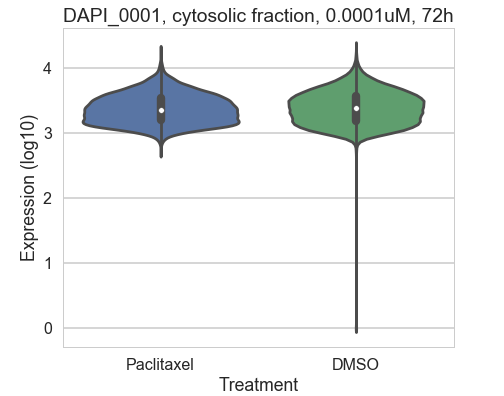 DAPI_0001, cytosolic fraction, 0.0001uM, 72h
4
3
2
1
0
Expression (log10)
Paclitaxel
DMSO
Treatment